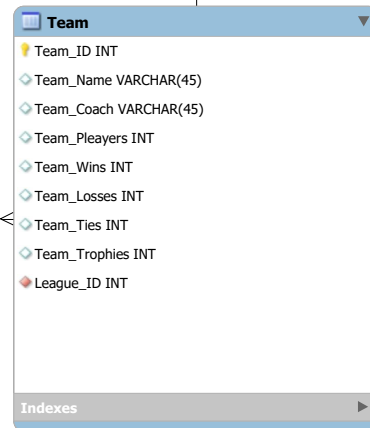 Team
Team_ID INT
Team_Name VARCHAR(45)
Team_Coach VARCHAR(45)
Team_Pleayers INT
Team_Wins INT
Team_Losses INT
Team_Ties INT
Team_Trophies INT
League_ID INT
Indexes